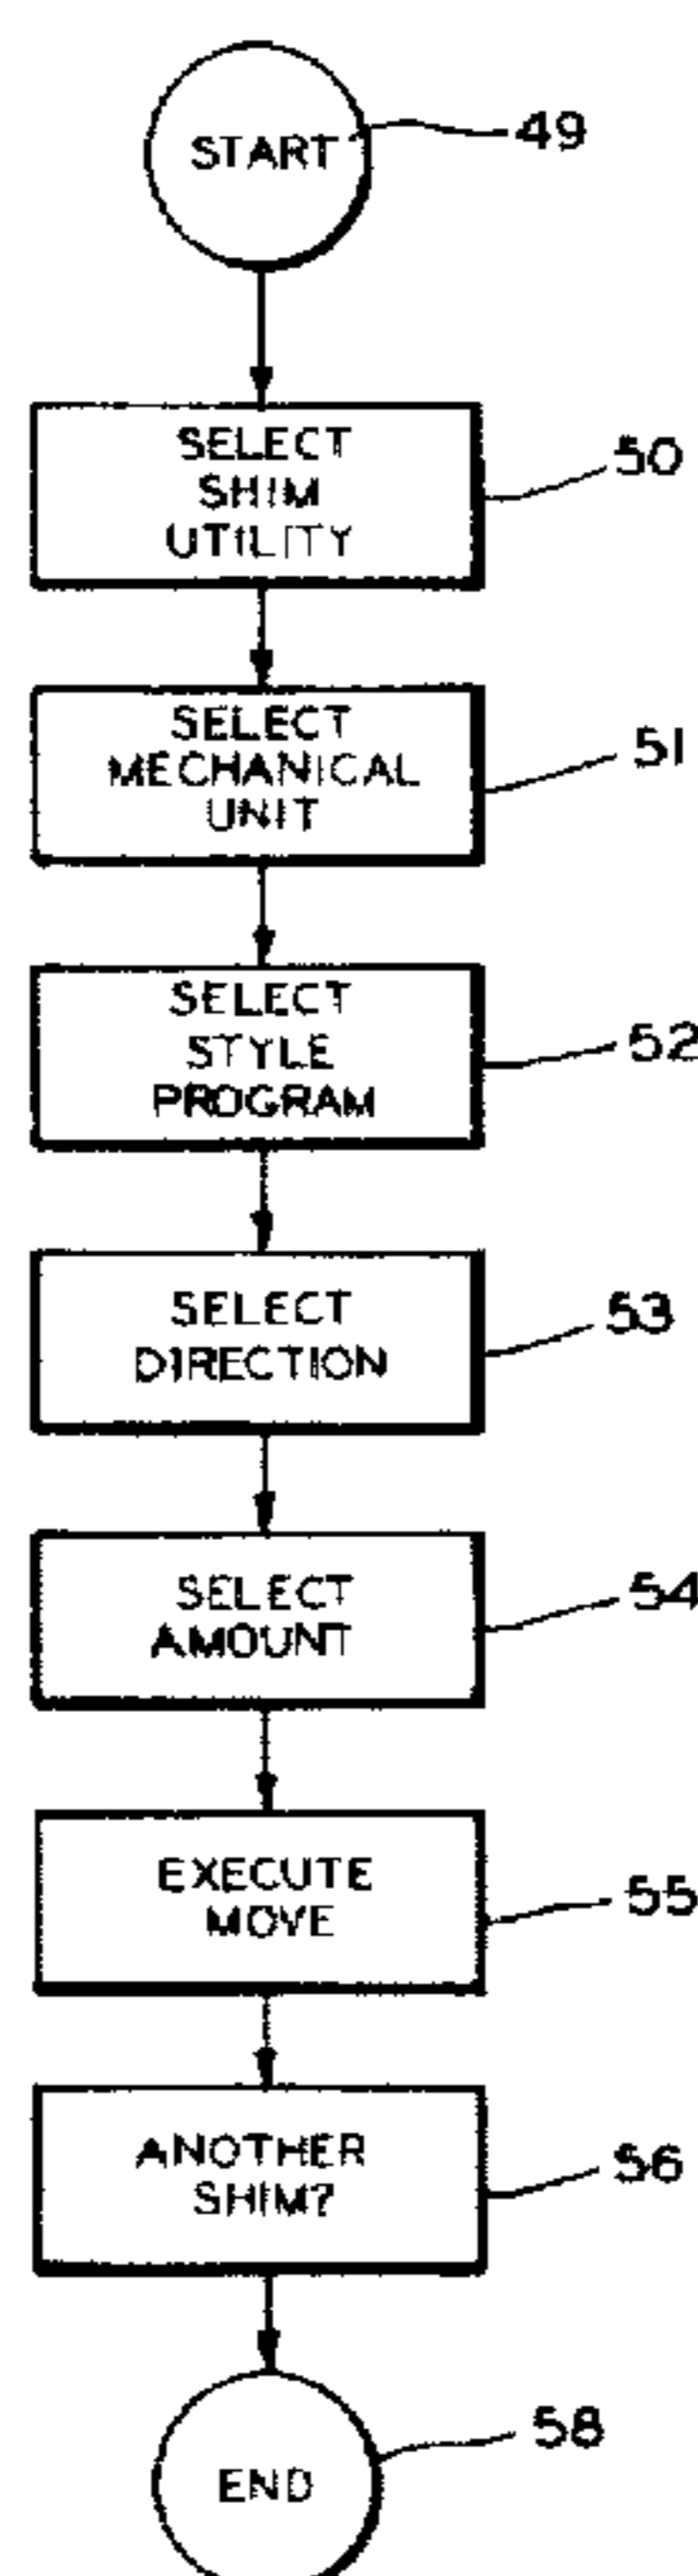 START
49
SELECT
SHIM
UTILITY
50
SELECT
MECHANICAL
UNIT
51
SELECT
STYLE
PROGRAM
52
SELECT
DIRECTION
53
SELECT
AMOUNT
54
EXECUTE
MOVE
55
ANOTHER
SHIM?
56
END
58